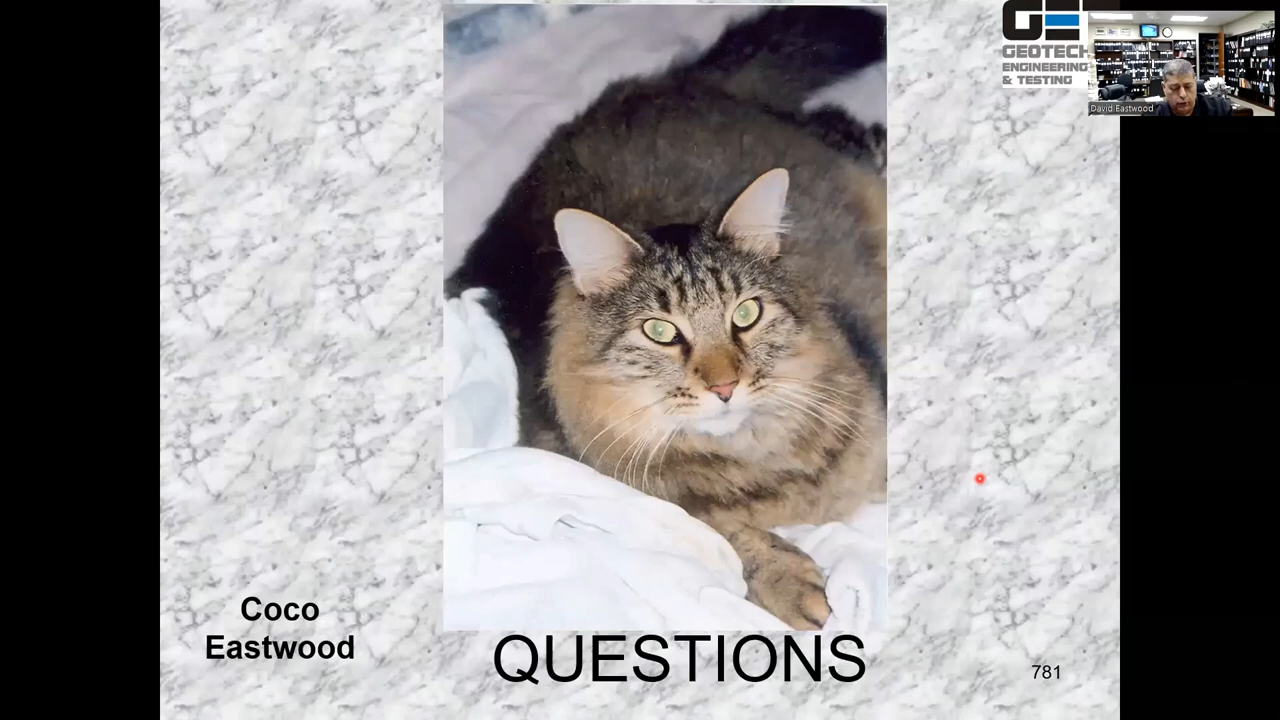 GEOTECH
ENGINEERING
& TESTING
David Eastwood
Coco
Eastwood
QUESTIONS
781